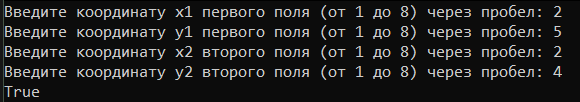 Введите координату x1 первого поля (от 1 до 8) через пробел: 2
Введите координату y1 первого поля (от 1 до 8) через пробел: 5
Введите координату x2 второго поля (от 1 до 8) через пробел: 2
Введите координату y2 второго поля (от 1 до 8) через пробел: 4
True